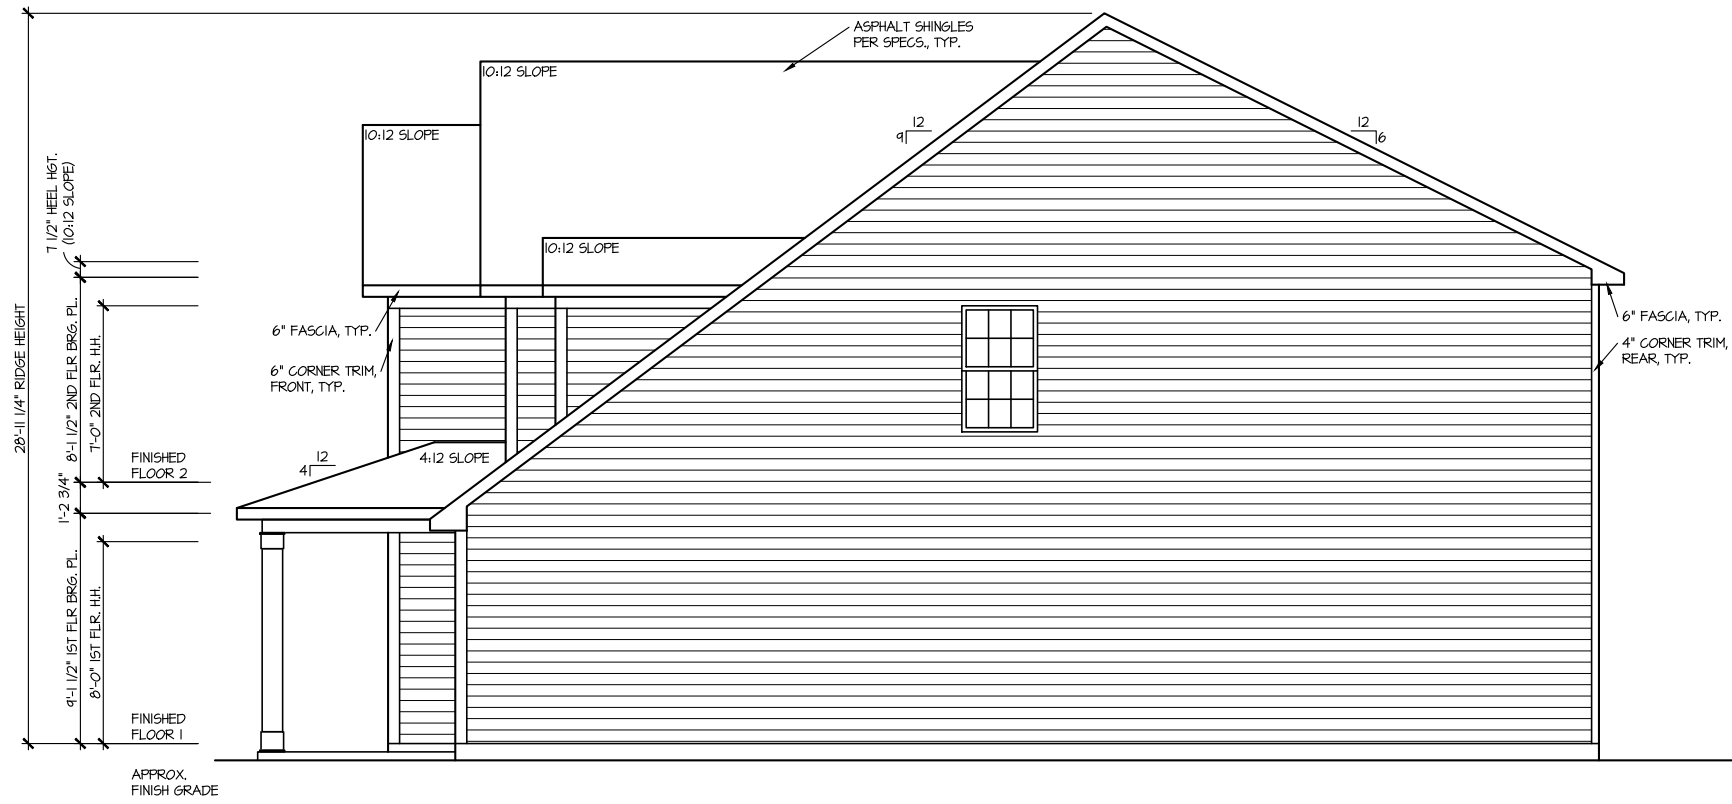 ASPHALT SHINGLES
PER SPECS., TYP.
10:12 SLOPE
10:12 SLOPE
12
9
12
6
7 1/2" HEEL HGT.
(10:12 SLOPE)
10:12 SLOPE
28'-11 1/4" RIDGE HEIGHT
8'-1 1/2" 2ND FLR BRG. PL.
7'-0" 2ND FLR. H.H.
6" FASCIA, TYP.
6" CORNER TRIM,
FRONT, TYP.
6" FASCIA, TYP.
4" CORNER TRIM,
REAR, TYP.
FINISHED
FLOOR 2
12
4
4:12 SLOPE
1'-2 3/4"
9'-1 1/2" 1ST FLR BRG. PL.
8'-0" 1ST FLR. H.H.
FINISHED
FLOOR 1
APPROX.
FINISH GRADE